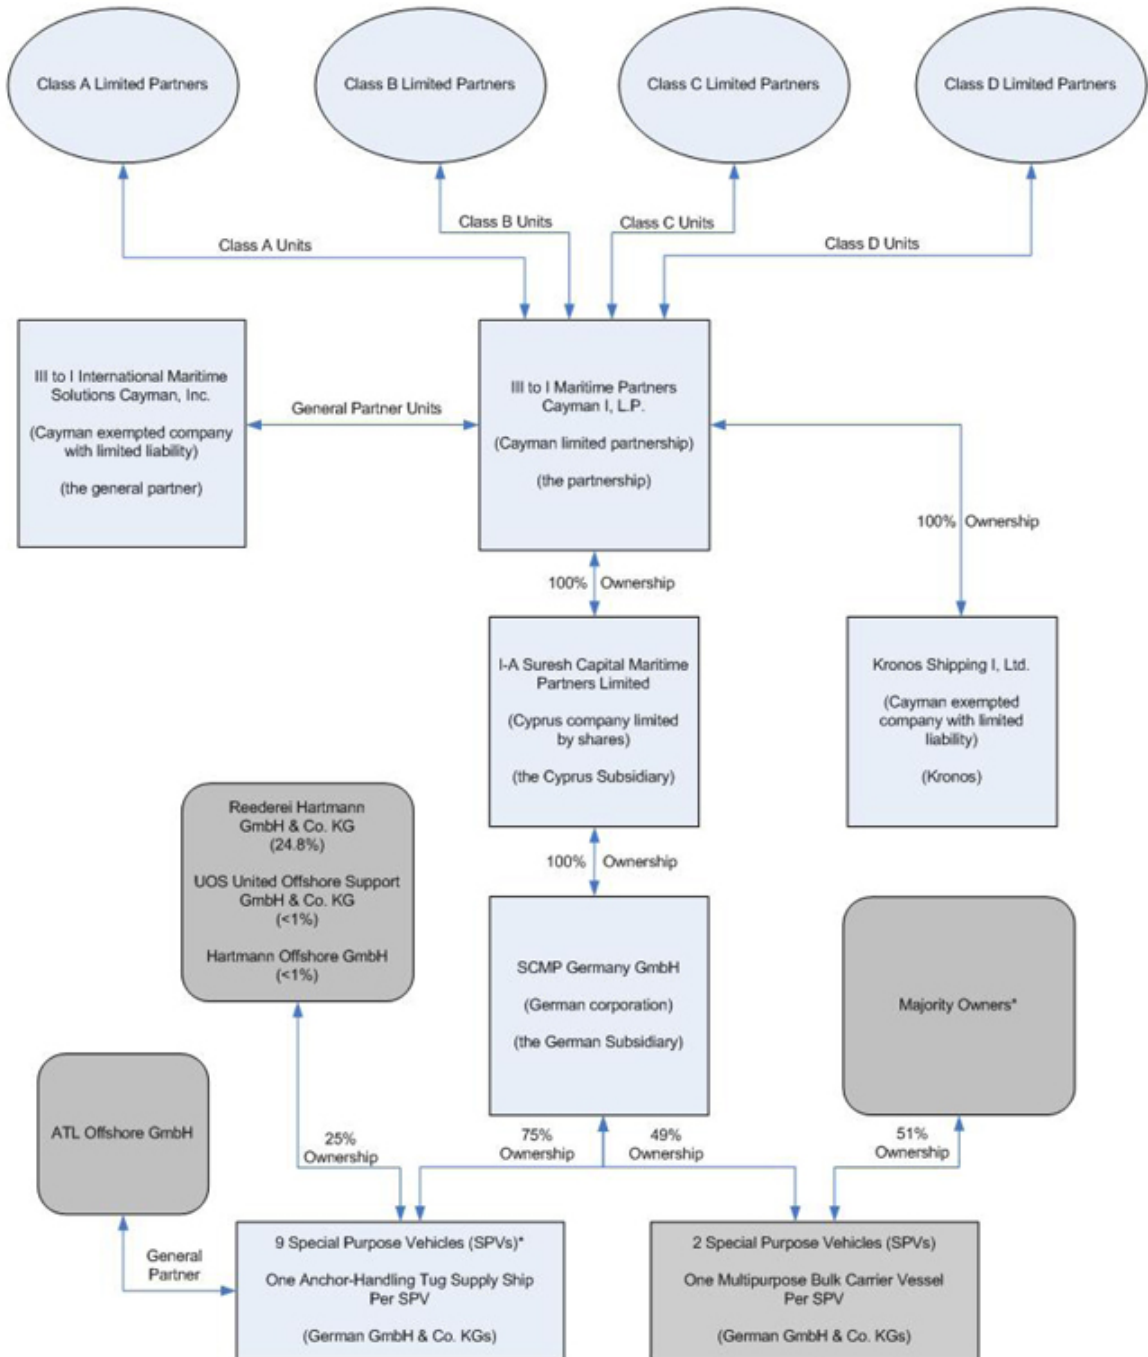 Class A Limited Partners
Class B Limited Partners
Class C Limited Partners
Class D Limited Partners
Class A Units
Class B Units
Class C Units
Class D Units
III to I International Maritime
Solutions Cayman, Inc.
(Cayman exempted company
with limited liability)
(the general partner)
General Partner Units
III to I Maritime Partners
Cayman I, L.P.
(Cayman limited partnership)
(the partnership)
100% Ownership
100% Ownership
I-A Suresh Capital Maritime
Partners Limited
(Cyprus company limited
by shares)
(the Cyprus Subsidiary)
Kronos Shipping I, Ltd.
(Cayman exempted
company with limited
liability)
(Kronos)
Reederei Hartmann
GmbH & Co. KG
(24.8%)
UOS United Offshore Support
GmbH & Co. KG
(<1%)
Hartmann Offshore GmbH
(<1%)
100% Ownership
SCMP Germany GmbH
(German corporation)
(the German Subsidiary)
Majority Owners*
ATL Offshore GmbH
25%
Ownership
75%
Ownership
49%
Ownership
51%
Ownership
General
Partner
9 Special Purpose Vehicles (SPVs)*
One Anchor-Handling Tug Supply Ship
Per SPV
(German GmbH & Co. KGs)
2 Special Purpose Vehicles (SPVs)
One Multipurpose Bulk Carrier Vessel
Per SPV
(German GmbH & Co. KGs)